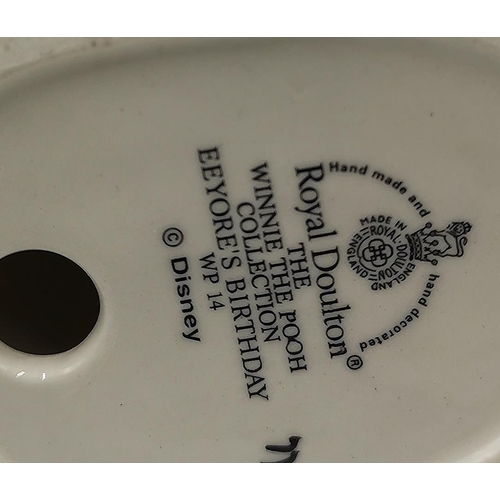 Hand made and
hand decorated
MADE IN
ENGLAND
ROYAL·DOULTON
ENGLAND
Royal Doulton®
THE
WINNIE THE POOH
COLLECTION
EEYORE'S BIRTHDAY
WP 14
© Disney